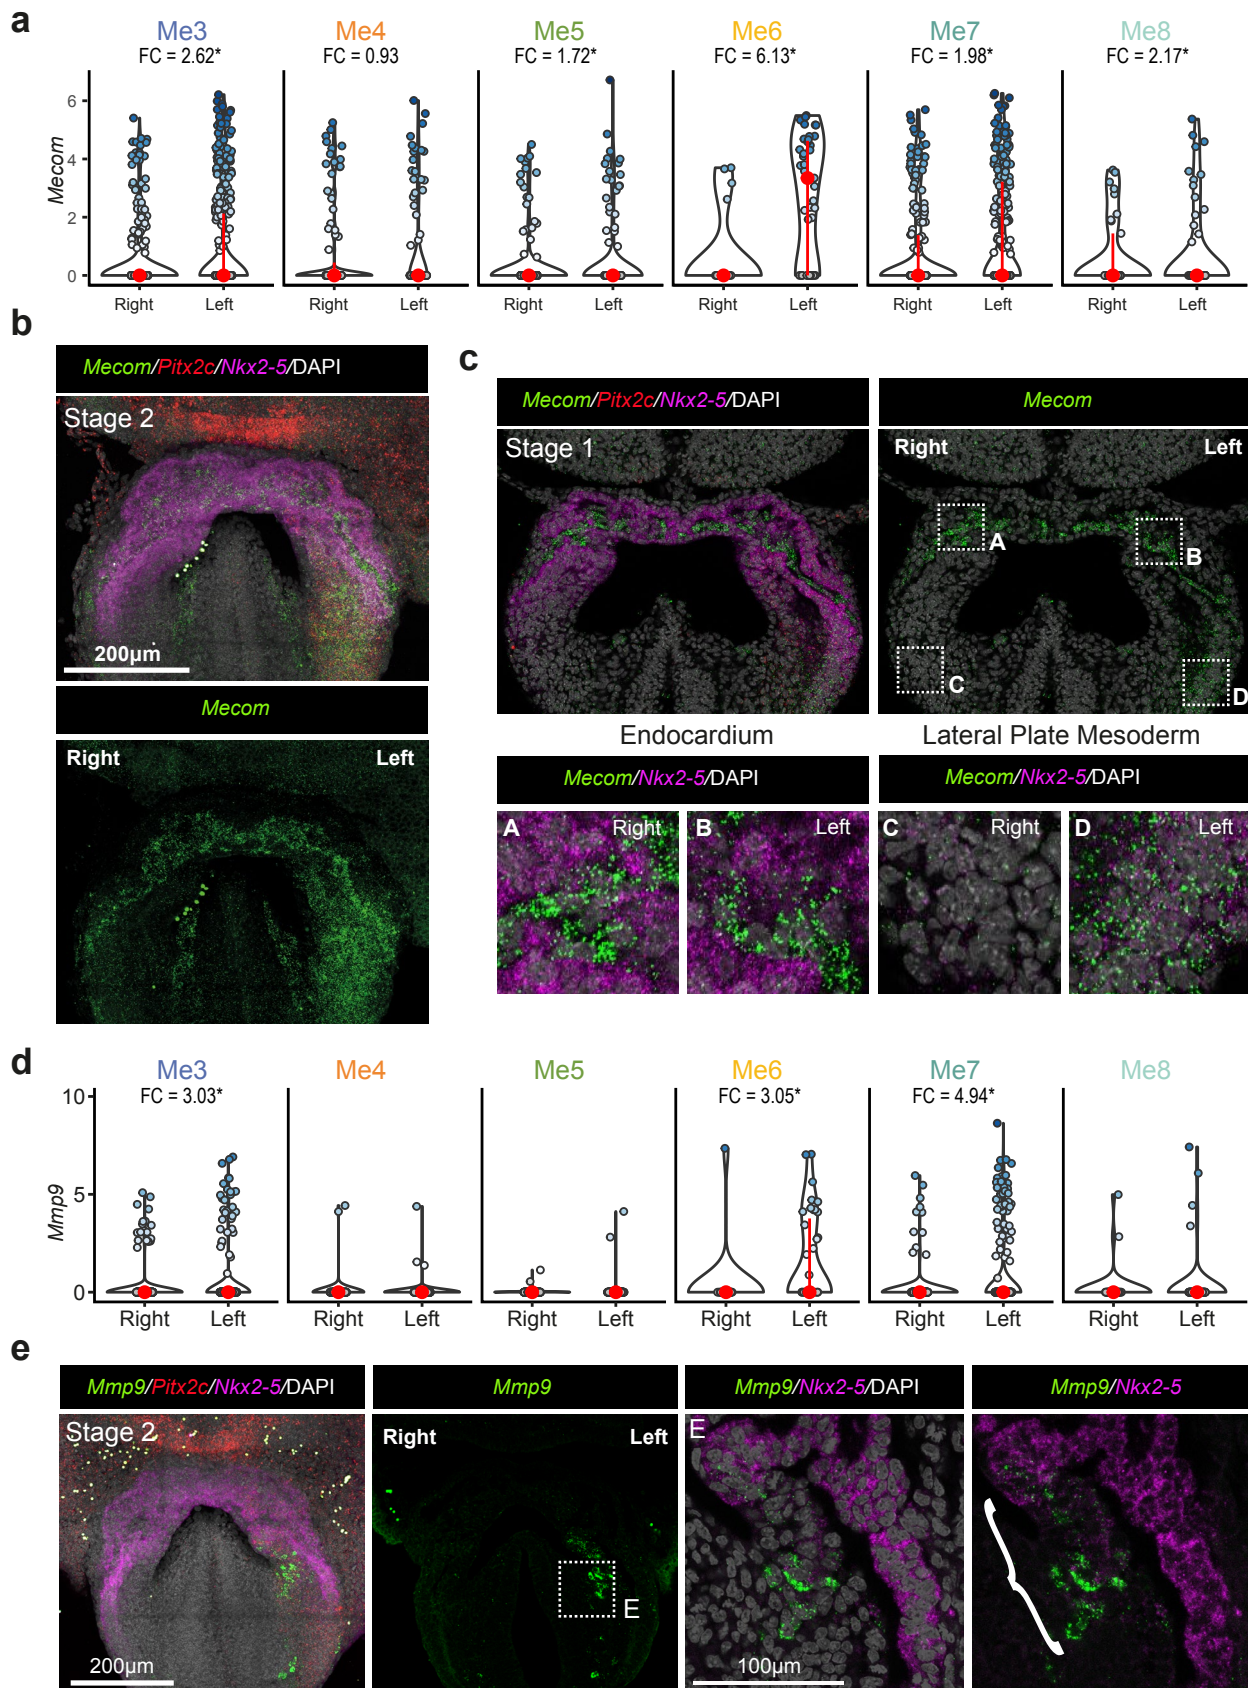 a
Me3 Me4 Me5 Me6 Me7 Me8
FC = 2.62* FC = 0.93 FC = 1.72* FC = 6.13* FC = 1.98* FC = 2.17*
6
4
2
0
Mecom
Right Left Right Left Right Left Right Left Right Left Right Left
b
Mecom/Pitx2c/Nkx2-5/DAPI
Stage 2
200µm
Mecom
Right Left
c
Mecom/Pitx2c/Nkx2-5/DAPI Mecom
Stage 1 Right Left
A
B
C
D
Endocardium Lateral Plate Mesoderm
Mecom/Nkx2-5/DAPI Mecom/Nkx2-5/DAPI
A Right B Left C Right D Left
d
Me3 Me4 Me5 Me6 Me7 Me8
FC = 3.03* FC = 3.05* FC = 4.94*
10
5
0
Mmp9
Right Left Right Left Right Left Right Left Right Left Right Left
e
Mmp9/Pitx2c/Nkx2-5/DAPI Mmp9 Mmp9/Nkx2-5/DAPI Mmp9/Nkx2-5
Stage 2 Right Left E
E
200µm 100µm